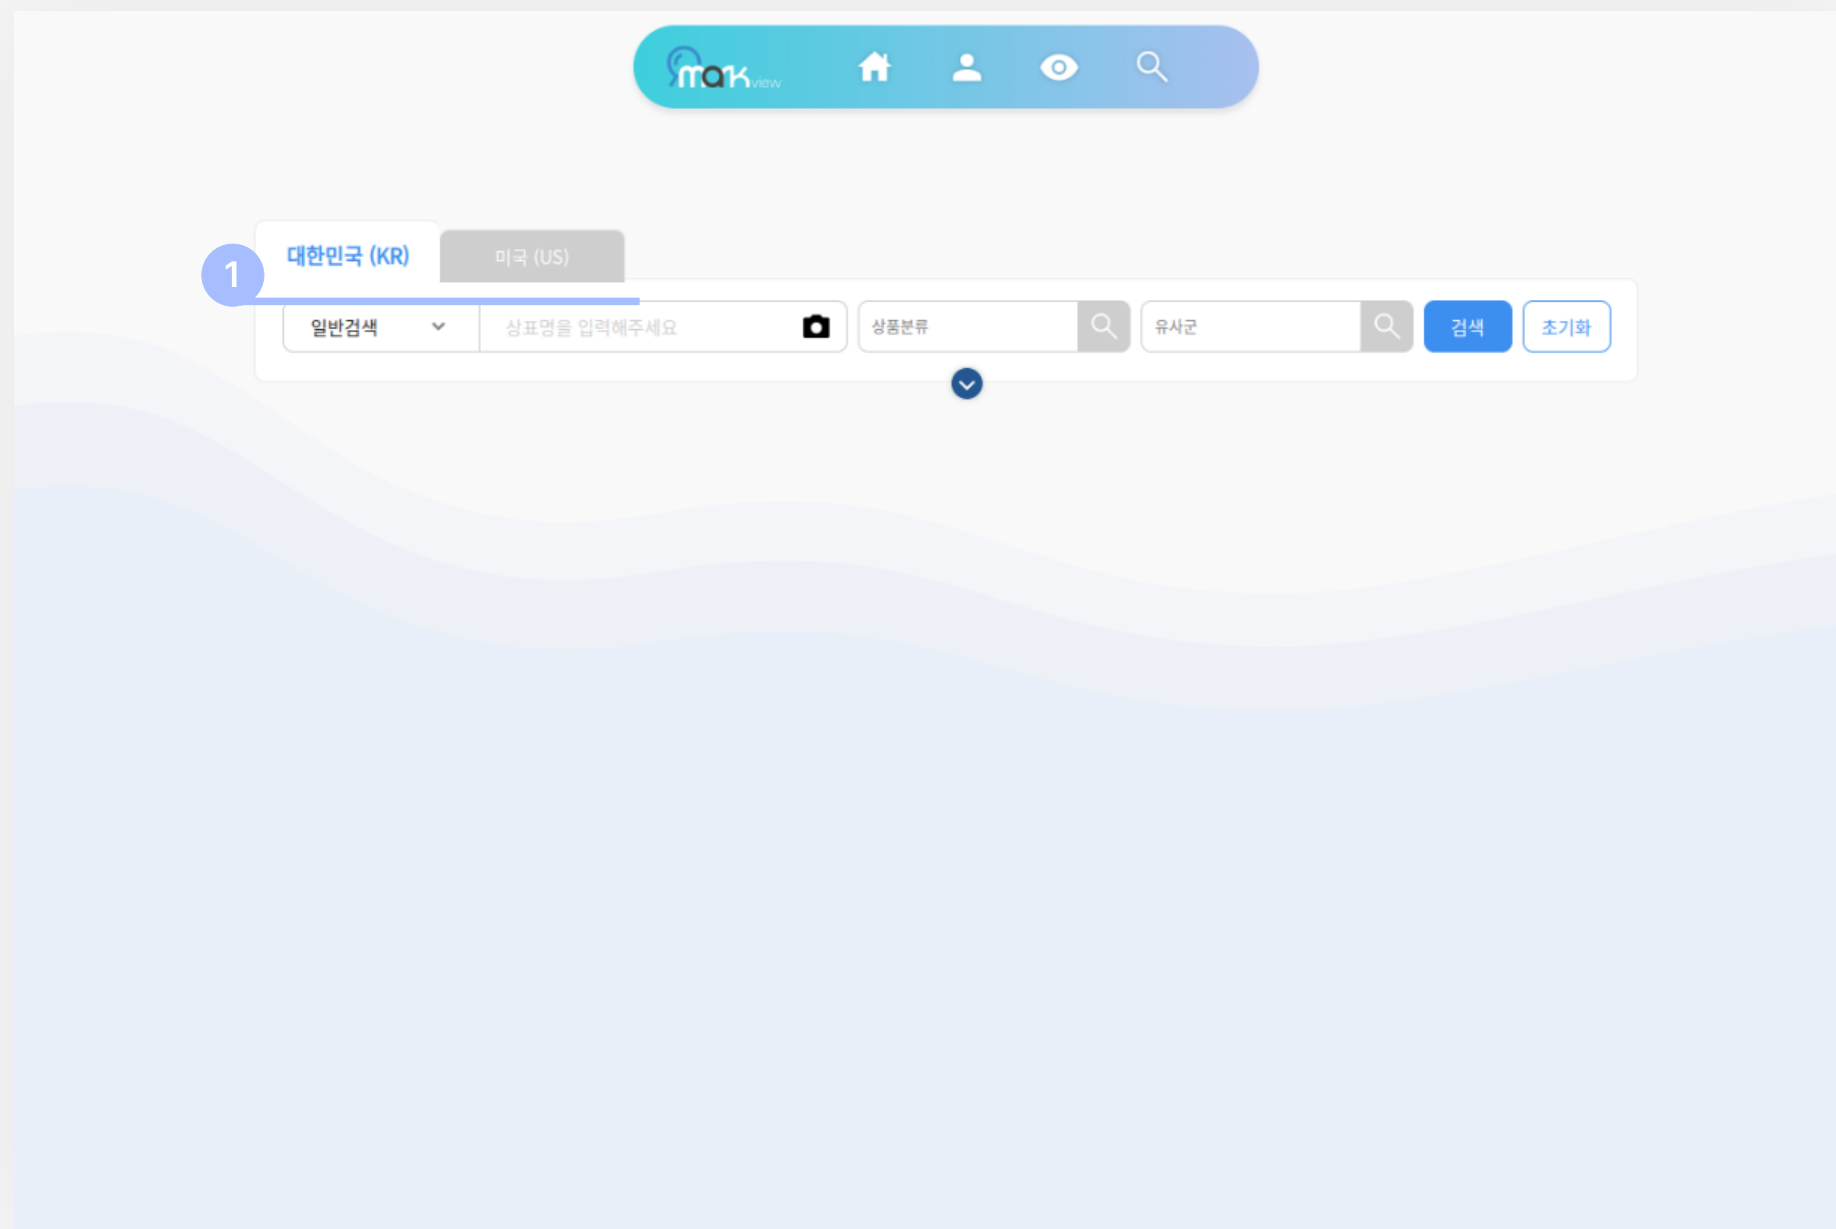 mark view
대한민국 (KR)
미국 (US)
1
일반검색
상표명을 입력해주세요
상품분류
유사군
검색
초기화